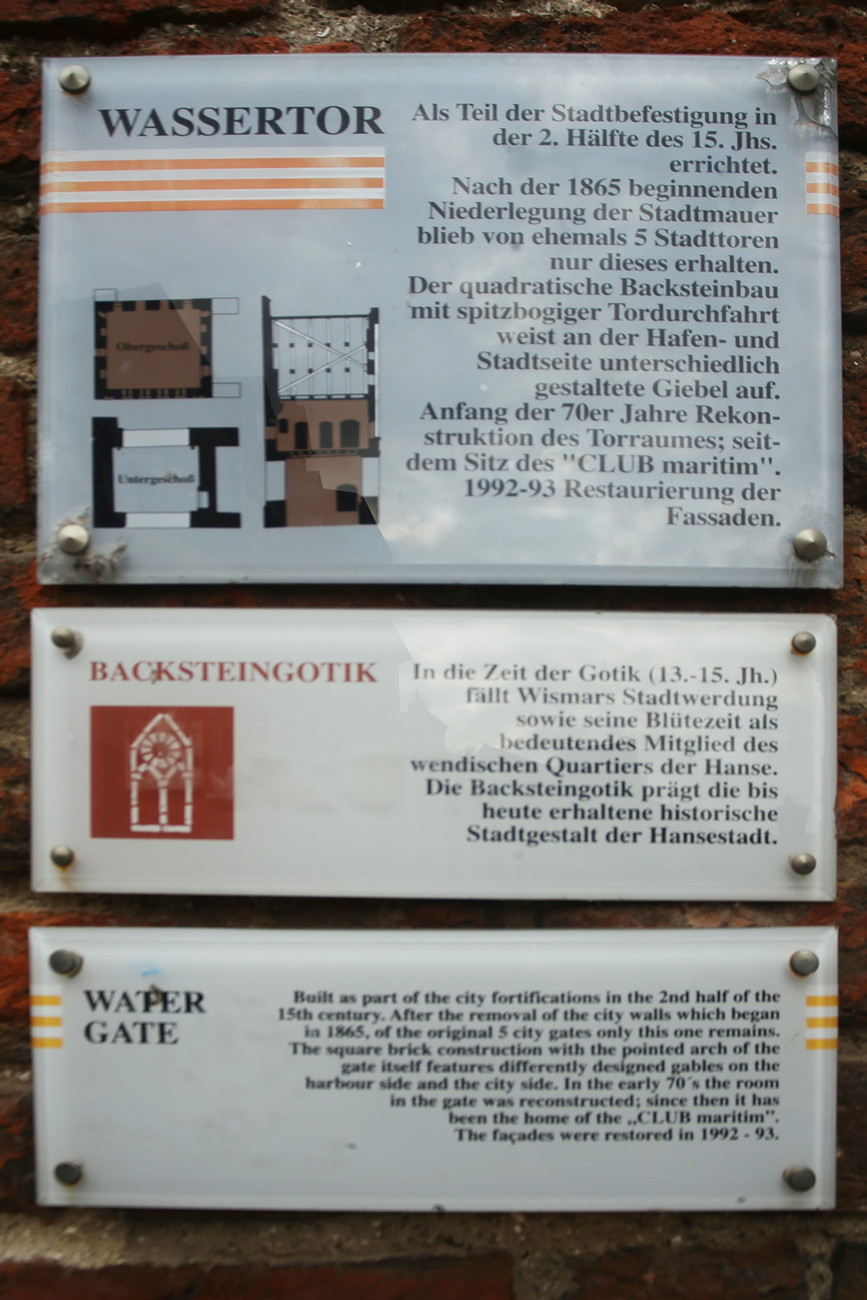 WASSERTOR
Als Teil der Stadtbefestigung in
der 2. Hälfte des 15. Jhs.
errichtet.
Nach der 1865 beginnenden
Niederlegung der Stadtmauer
blieb von ehemals 5 Stadttoren
nur dieses erhalten.
Der quadratische Backsteinbau
mit spitzbogiger Tordurchfahrt
weist an der Hafen- und
Stadtseite unterschiedlich
gestaltete Giebel auf.
Anfang der 70er Jahre Rekon-
struktion des Torraumes; seit-
dem Sitz des "CLUB maritim".
1992-93 Restaurierung der
Fassaden.
Obergeschoß
Untergeschoß
BACKSTEINGOTIK
In die Zeit der Gotik (13.-15. Jh.)
fällt Wismars Stadtwerdung
sowie seine Blütezeit als
bedeutendes Mitglied des
wendischen Quartiers der Hanse.
Die Backsteingotik prägt die bis
heute erhaltene historische
Stadtgestalt der Hansestadt.
WATER
GATE
Built as part of the city fortifications in the 2nd half of the
15th century. After the removal of the city walls which began
in 1865, of the original 5 city gates only this one remains.
The square brick construction with the pointed arch of the
gate itself features differently designed gables on the
harbour side and the city side. In the early 70´s the room
in the gate was reconstructed; since then it has
been the home of the „CLUB maritim".
The façades were restored in 1992 - 93.